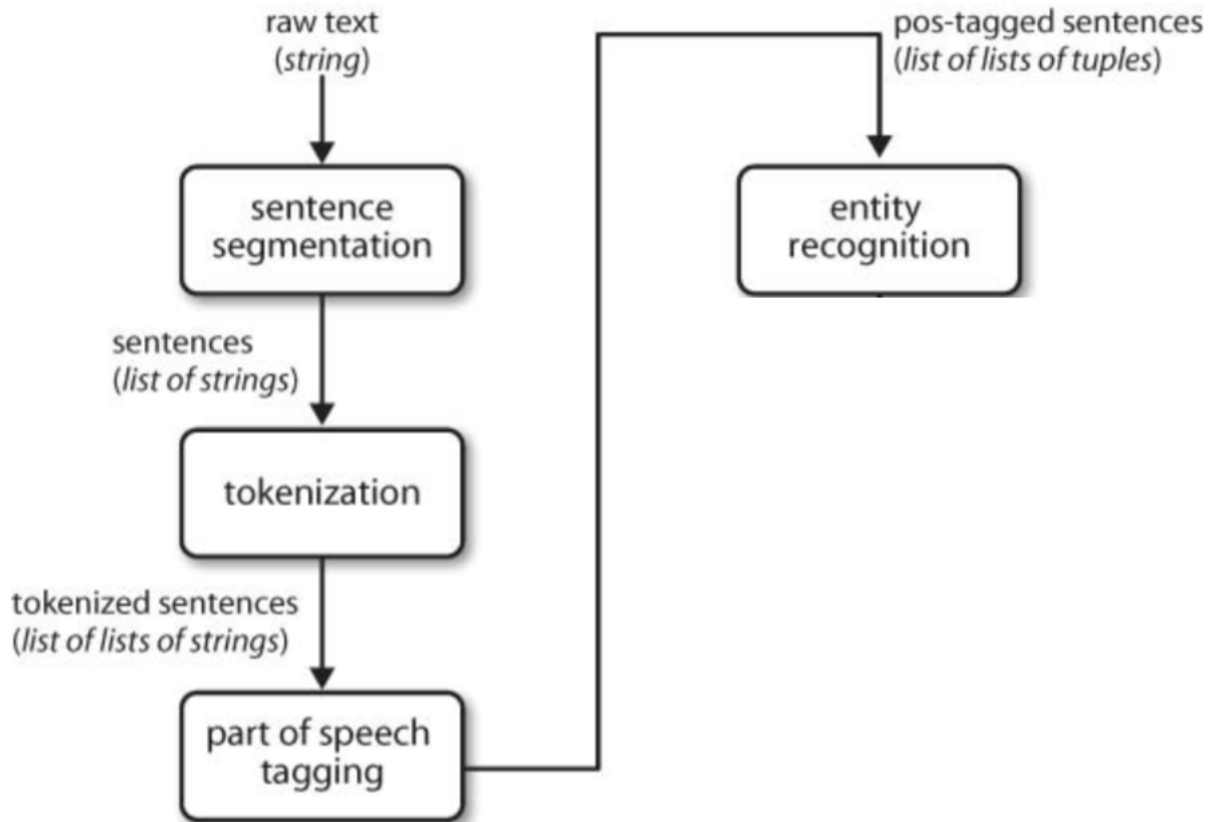 raw text
(string)
sentence
segmentation
sentences
(list of strings)
tokenization
tokenized sentences
(list of lists of strings)
part of speech
tagging
pos-tagged sentences
(list of lists of tuples)
entity
recognition